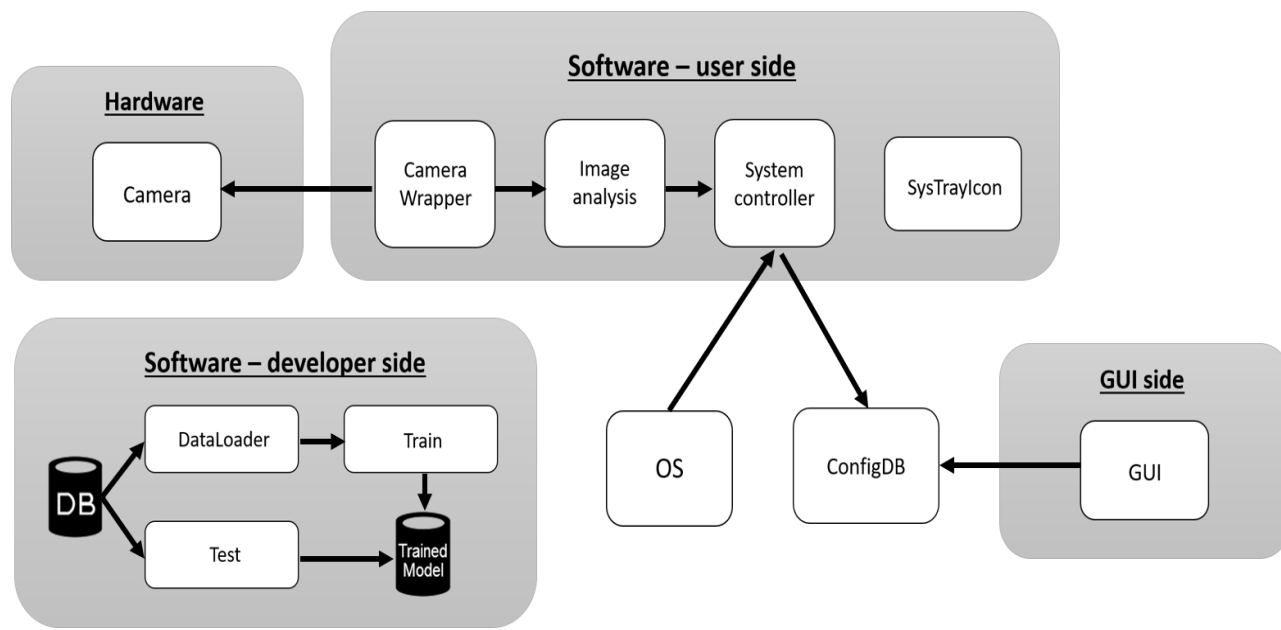 Software – user side
Hardware
Camera
Camera
Wrapper
Image
analysis
System
controller
SysTrayIcon
Software – developer side
DataLoader
Train
DB
Test
Trained
Model
OS
ConfigDB
GUI side
GUI